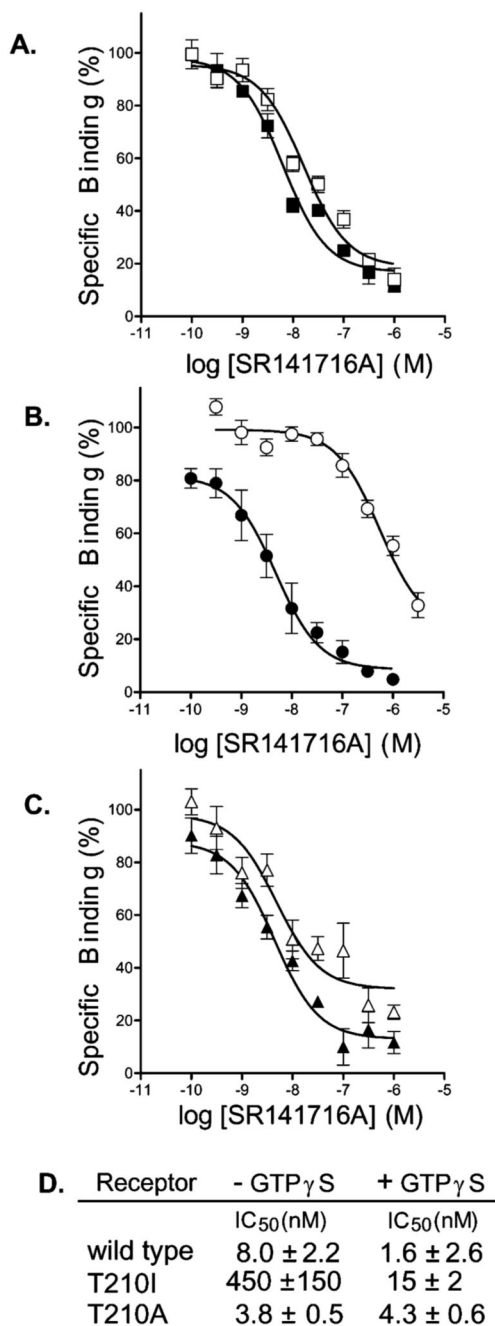 A.
Specific Binding (%)
100
80
60
40
20
0
-11 -10 -9 -8 -7 -6 -5
log [SR141716A] (M)
B.
Specific Binding (%)
100
80
60
40
20
0
-11 -10 -9 -8 -7 -6 -5
log [SR141716A] (M)
C.
Specific Binding (%)
100
80
60
40
20
0
-11 -10 -9 -8 -7 -6 -5
log [SR141716A] (M)
D. Receptor - GTPγS + GTPγS
IC50(nM) IC50(nM)
wild type 8.0 ± 2.2 1.6 ± 2.6
T210I 450 ±150 15 ± 2
T210A 3.8 ± 0.5 4.3 ± 0.6